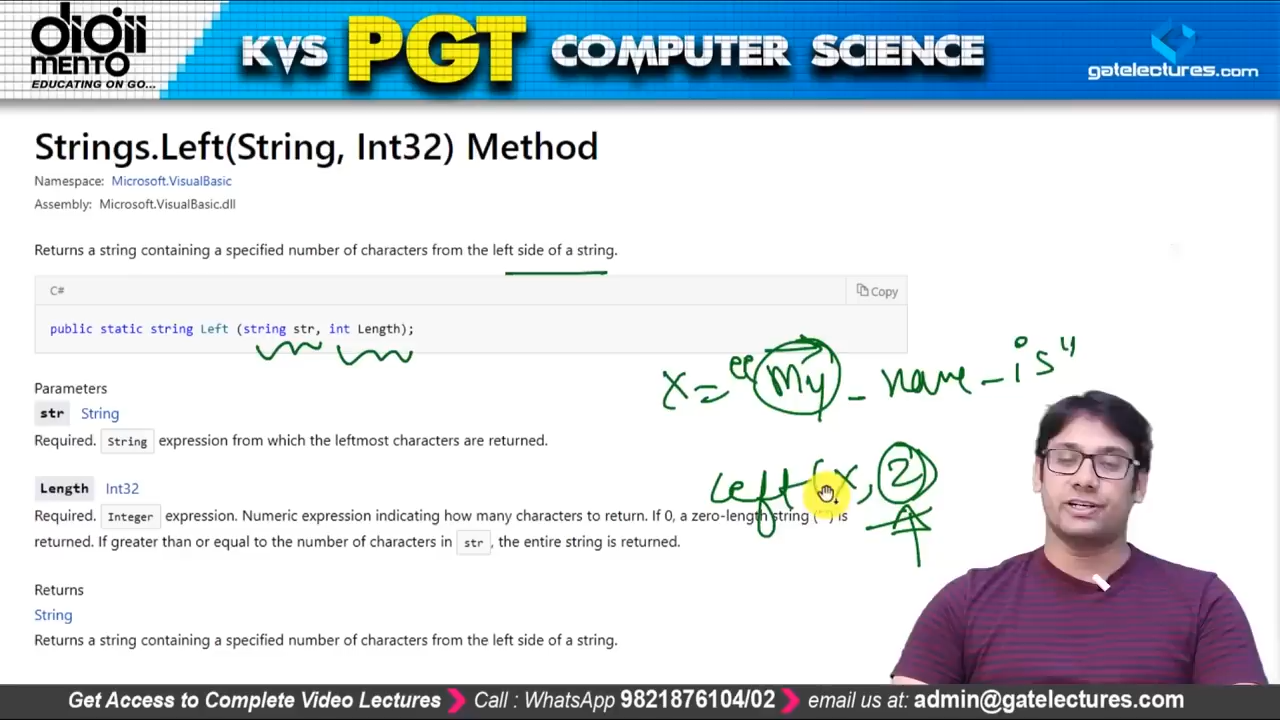 digii
MENTO
EDUCATING ON GO...
KVS PGT COMPUTER SCIENCE
gatelectures.com
Strings.Left(String, Int32) Method
Namespace: Microsoft.VisualBasic
Assembly: Microsoft.VisualBasic.dll
Returns a string containing a specified number of characters from the left side of a string.
C#
Copy
public static string Left (string str, int Length);
x = "My - name - is"
Parameters
str String
Required. String expression from which the leftmost characters are returned.
Left (x, 2)
Length Int32
Required. Integer expression. Numeric expression indicating how many characters to return. If 0, a zero-length string ("") is
returned. If greater than or equal to the number of characters in str, the entire string is returned.
Returns
String
Returns a string containing a specified number of characters from the left side of a string.
Get Access to Complete Video Lectures Call : WhatsApp 9821876104/02 email us at: admin@gatelectures.com